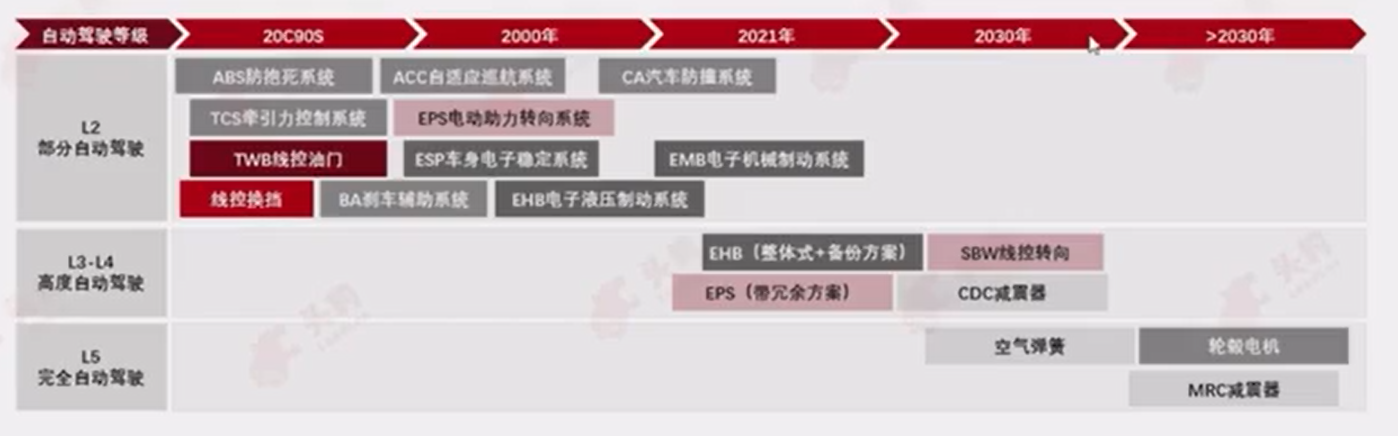 自动驾驶等级 20C90S 2000年 2021年 2030年 >2030年
L2
部分自动驾驶
ABS防抱死系统 ACC自适应巡航系统 CA汽车防撞系统
TCS牵引力控制系统 EPS电动助力转向系统
TWB线控油门 ESP车身电子稳定系统 EMB电子机械制动系统
线控换挡 BA刹车辅助系统 EHB电子液压制动系统
L3-L4
高度自动驾驶
EHB（整体式+备份方案） SBW线控转向
EPS（带冗余方案） CDC减震器
L5
完全自动驾驶
空气弹簧 轮毂电机
MRC减震器
头豹
头豹
头豹